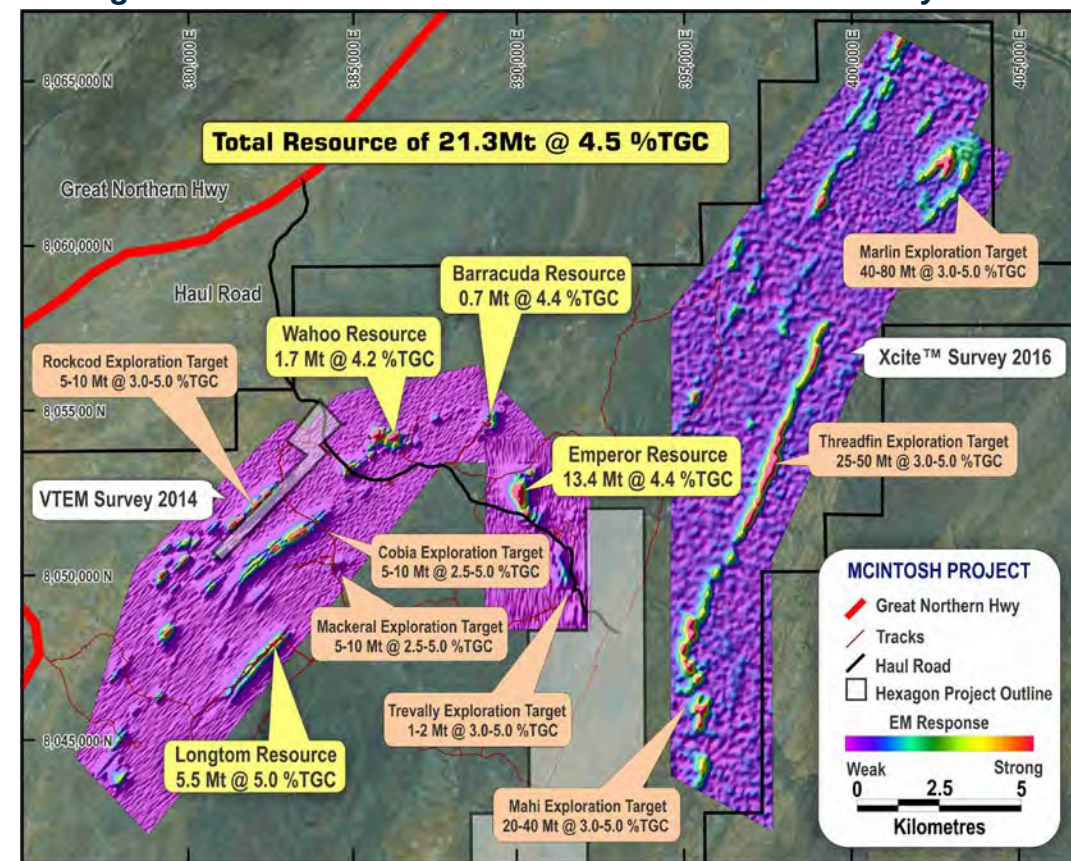 380,000 E
385,000 E
390,000 E
395,000 E
400,000 E
405,000 E
8,065,000 N
Total Resource of 21.3Mt @ 4.5 %TGC
Great Northern Hwy
8,060,000 N
Haul Road
Marlin Exploration Target
40-80 Mt @ 3.0-5.0 %TGC
Barracuda Resource
0.7 Mt @ 4.4 %TGC
Wahoo Resource
1.7 Mt @ 4.2 %TGC
Rockcod Exploration Target
5-10 Mt @ 3.0-5.0 %TGC
Xcite™ Survey 2016
8,055,00 N
Emperor Resource
13.4 Mt @ 4.4 %TGC
Threadfin Exploration Target
25-50 Mt @ 3.0-5.0 %TGC
VTEM Survey 2014
Cobia Exploration Target
5-10 Mt @ 2.5-5.0 %TGC
8,050,000 N
Mackeral Exploration Target
5-10 Mt @ 2.5-5.0 %TGC
Trevally Exploration Target
1-2 Mt @ 3.0-5.0 %TGC
8,045,000 N
Longtom Resource
5.5 Mt @ 5.0 %TGC
Mahi Exploration Target
20-40 Mt @ 3.0-5.0 %TGC
MCINTOSH PROJECT
Great Northern Hwy
Tracks
Haul Road
Hexagon Project Outline
EM Response
Weak Strong
0 2.5 5
Kilometres